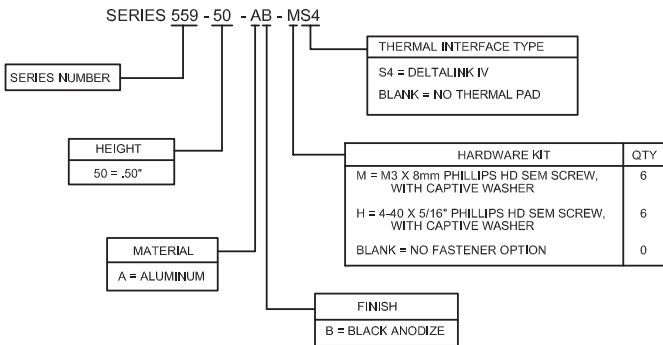 SERIES 559 - 50 - AB - MS4
THERMAL INTERFACE TYPE
S4 = DELTALINK IV
BLANK = NO THERMAL PAD
SERIES NUMBER
HEIGHT
50 = .50"
HARDWARE KIT QTY
M = M3 X 8mm PHILLIPS HD SEM SCREW, 6
WITH CAPTIVE WASHER
H = 4-40 X 5/16" PHILLIPS HD SEM SCREW, 6
WITH CAPTIVE WASHER
BLANK = NO FASTENER OPTION 0
MATERIAL
A = ALUMINUM
FINISH
B = BLACK ANODIZE